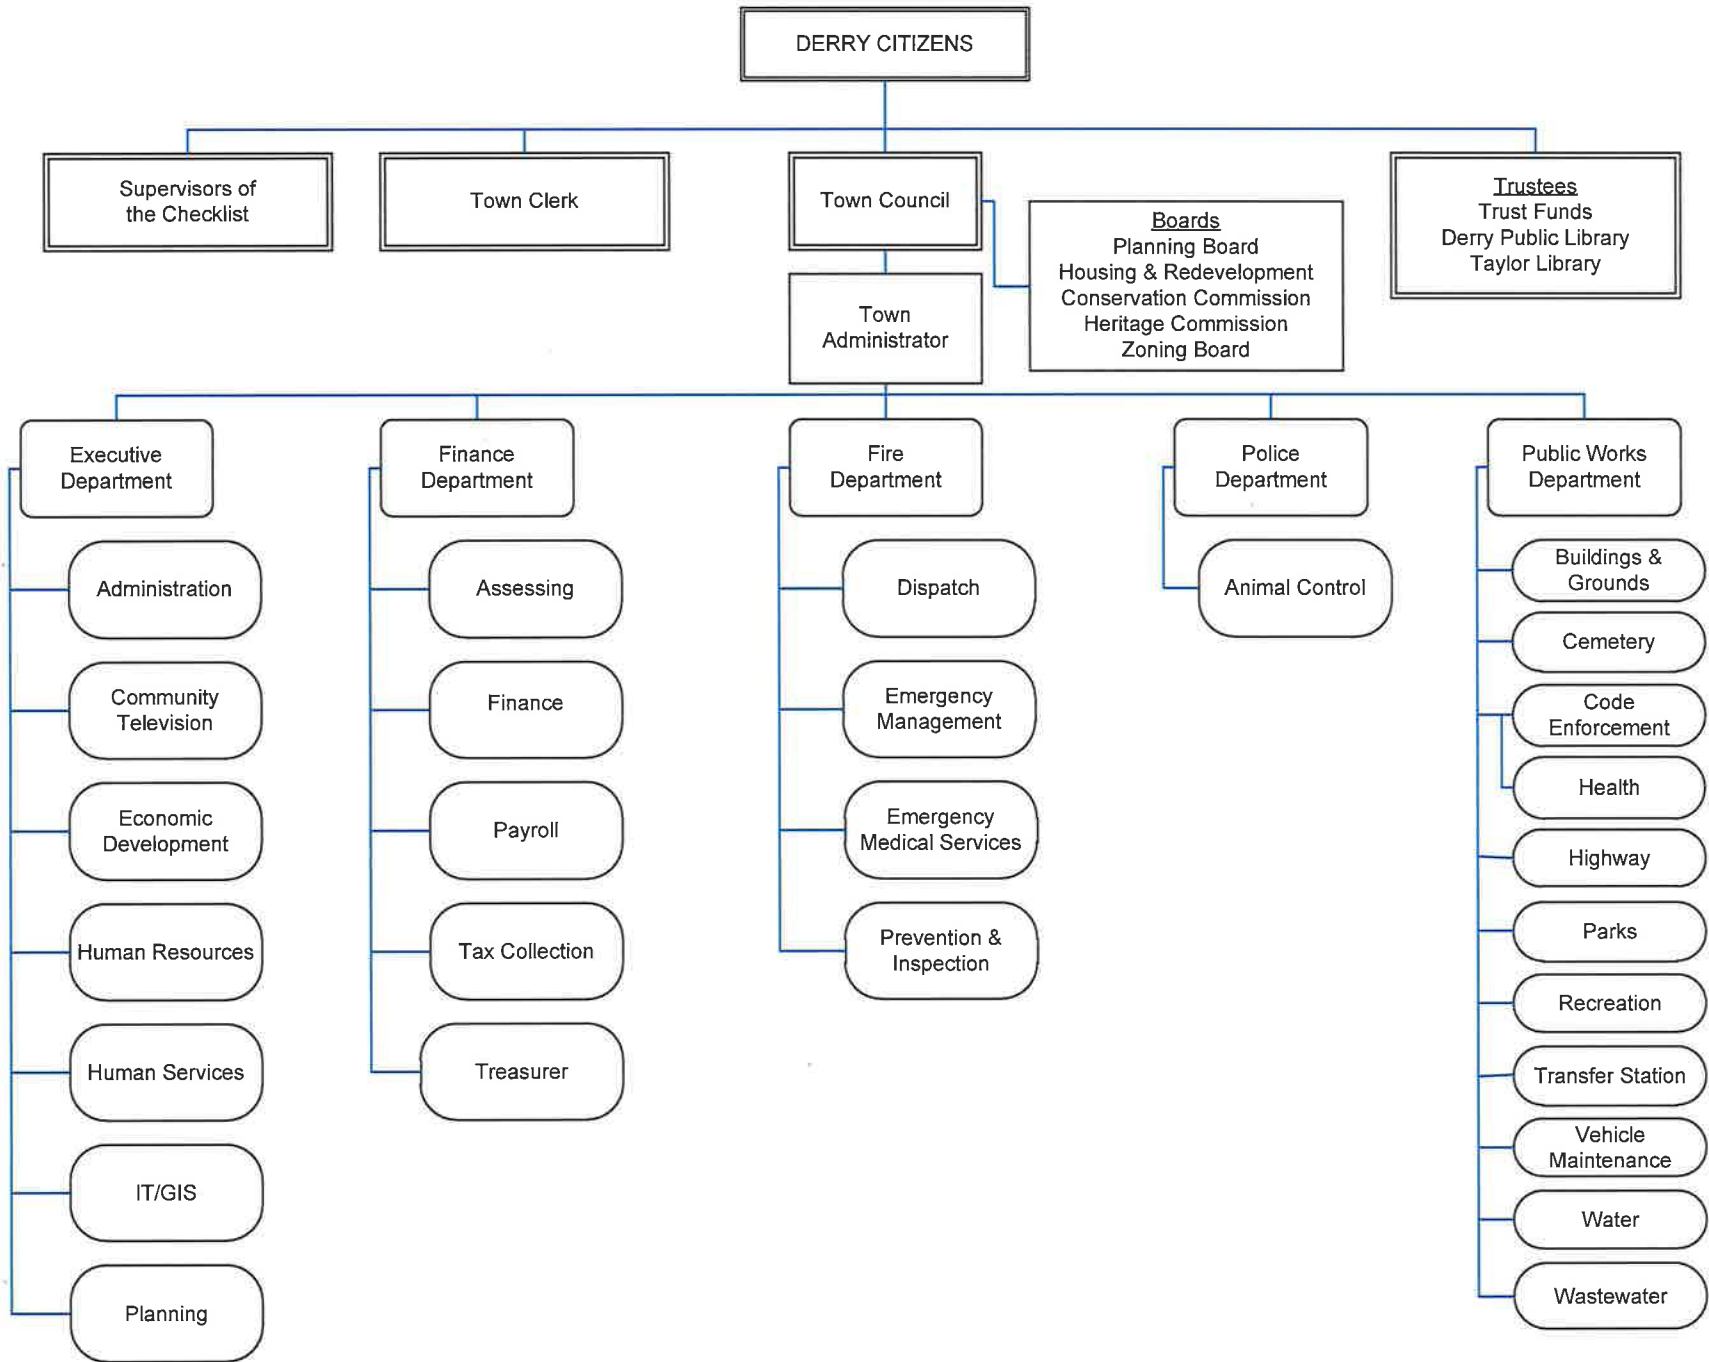 DERRY CITIZENS
Supervisors of
the Checklist
Town Clerk
Town Council
Trustees
Trust Funds
Derry Public Library
Taylor Library
Boards
Planning Board
Housing & Redevelopment
Conservation Commission
Heritage Commission
Zoning Board
Town
Administrator
Executive
Department
Administration
Community
Television
Economic
Development
Human Resources
Human Services
IT/GIS
Planning
Finance
Department
Assessing
Finance
Payroll
Tax Collection
Treasurer
Fire
Department
Dispatch
Emergency
Management
Emergency
Medical Services
Prevention &
Inspection
Police
Department
Animal Control
Public Works
Department
Buildings &
Grounds
Cemetery
Code
Enforcement
Health
Highway
Parks
Recreation
Transfer Station
Vehicle
Maintenance
Water
Wastewater